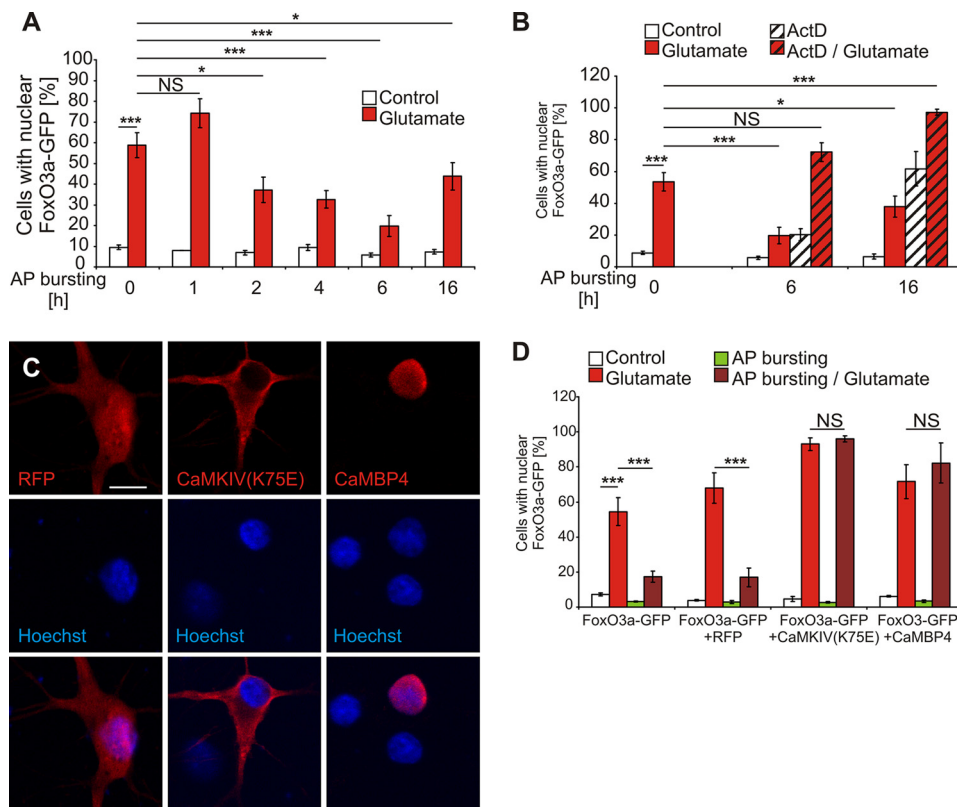 A
*
***
***
*
NS
***
Control
Glutamate
Cells with nuclear
FoxO3a-GFP [%]
100
90
80
70
60
50
40
30
20
10
0
AP bursting
[h]
0 1 2 4 6 16
B
Control
Glutamate
ActD
ActD / Glutamate
***
*
NS
***
***
Cells with nuclear
FoxO3a-GFP [%]
120
100
80
60
40
20
0
AP bursting
[h]
0 6 16
C
RFP
CaMKIV(K75E)
CaMBP4
Hoechst
Hoechst
Hoechst
D
Control
Glutamate
AP bursting
AP bursting / Glutamate
NS
NS
***
***
***
Cells with nuclear
FoxO3a-GFP [%]
120
100
80
60
40
20
0
FoxO3a-GFP
FoxO3a-GFP
+RFP
FoxO3a-GFP
+CaMKIV(K75E)
FoxO3-GFP
+CaMBP4